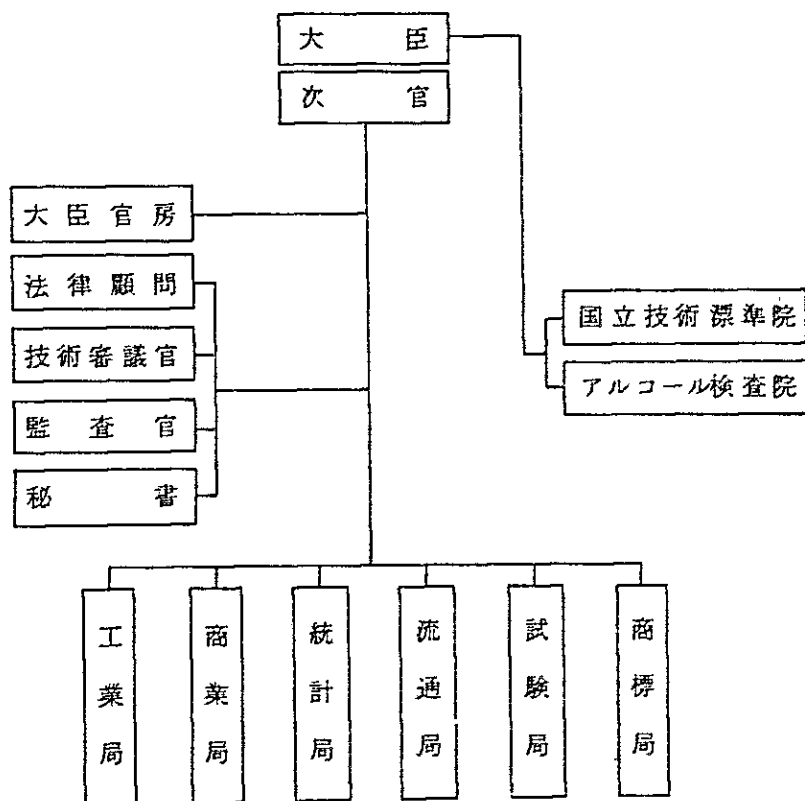 大臣
次官
大臣官房
法律顧問
技術審議官
監査官
秘書
国立技術標準院
アルコール検査院
工業局
商業局
統計局
流通局
試験局
商標局